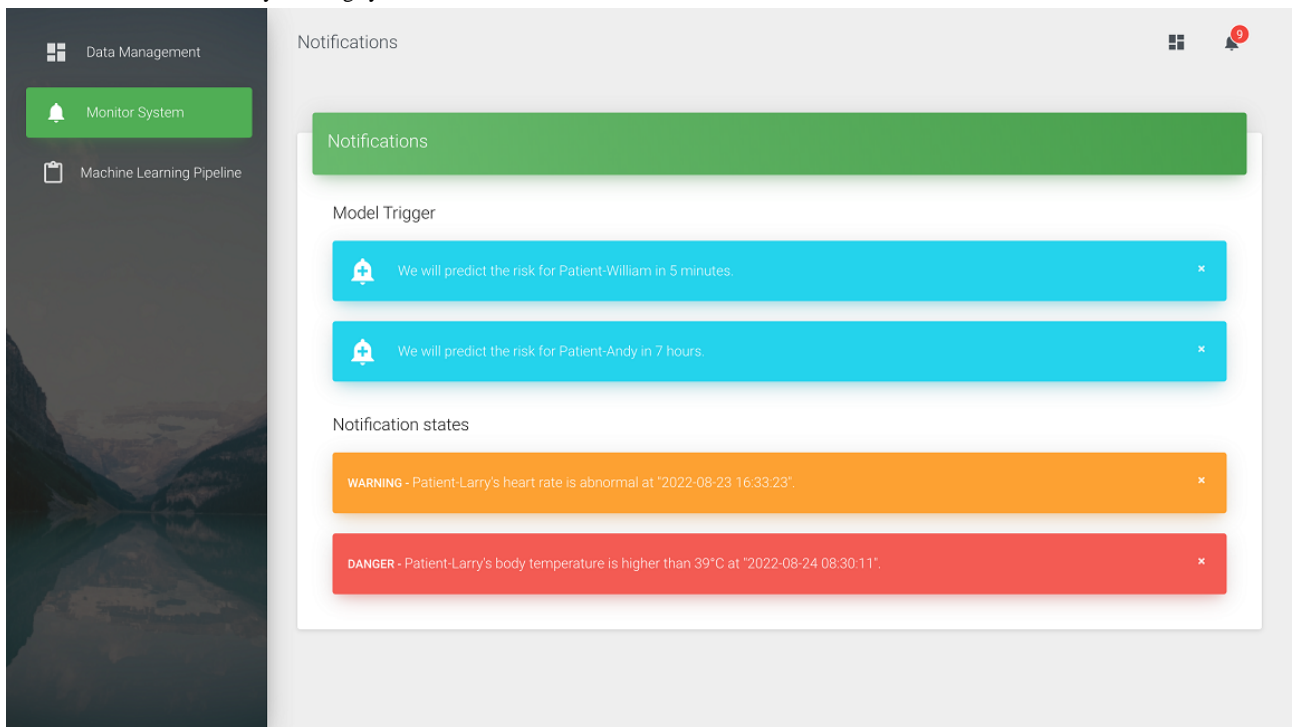 Data Management
Monitor System
Machine Learning Pipeline
Notifications
9
Notifications
Model Trigger
We will predict the risk for Patient-William in 5 minutes.
We will predict the risk for Patient-Andy in 7 hours.
Notification states
WARNING - Patient-Larry's heart rate is abnormal at "2022-08-23 16:33:23".
DANGER - Patient-Larry's body temperature is higher than 39°C at "2022-08-24 08:30:11".